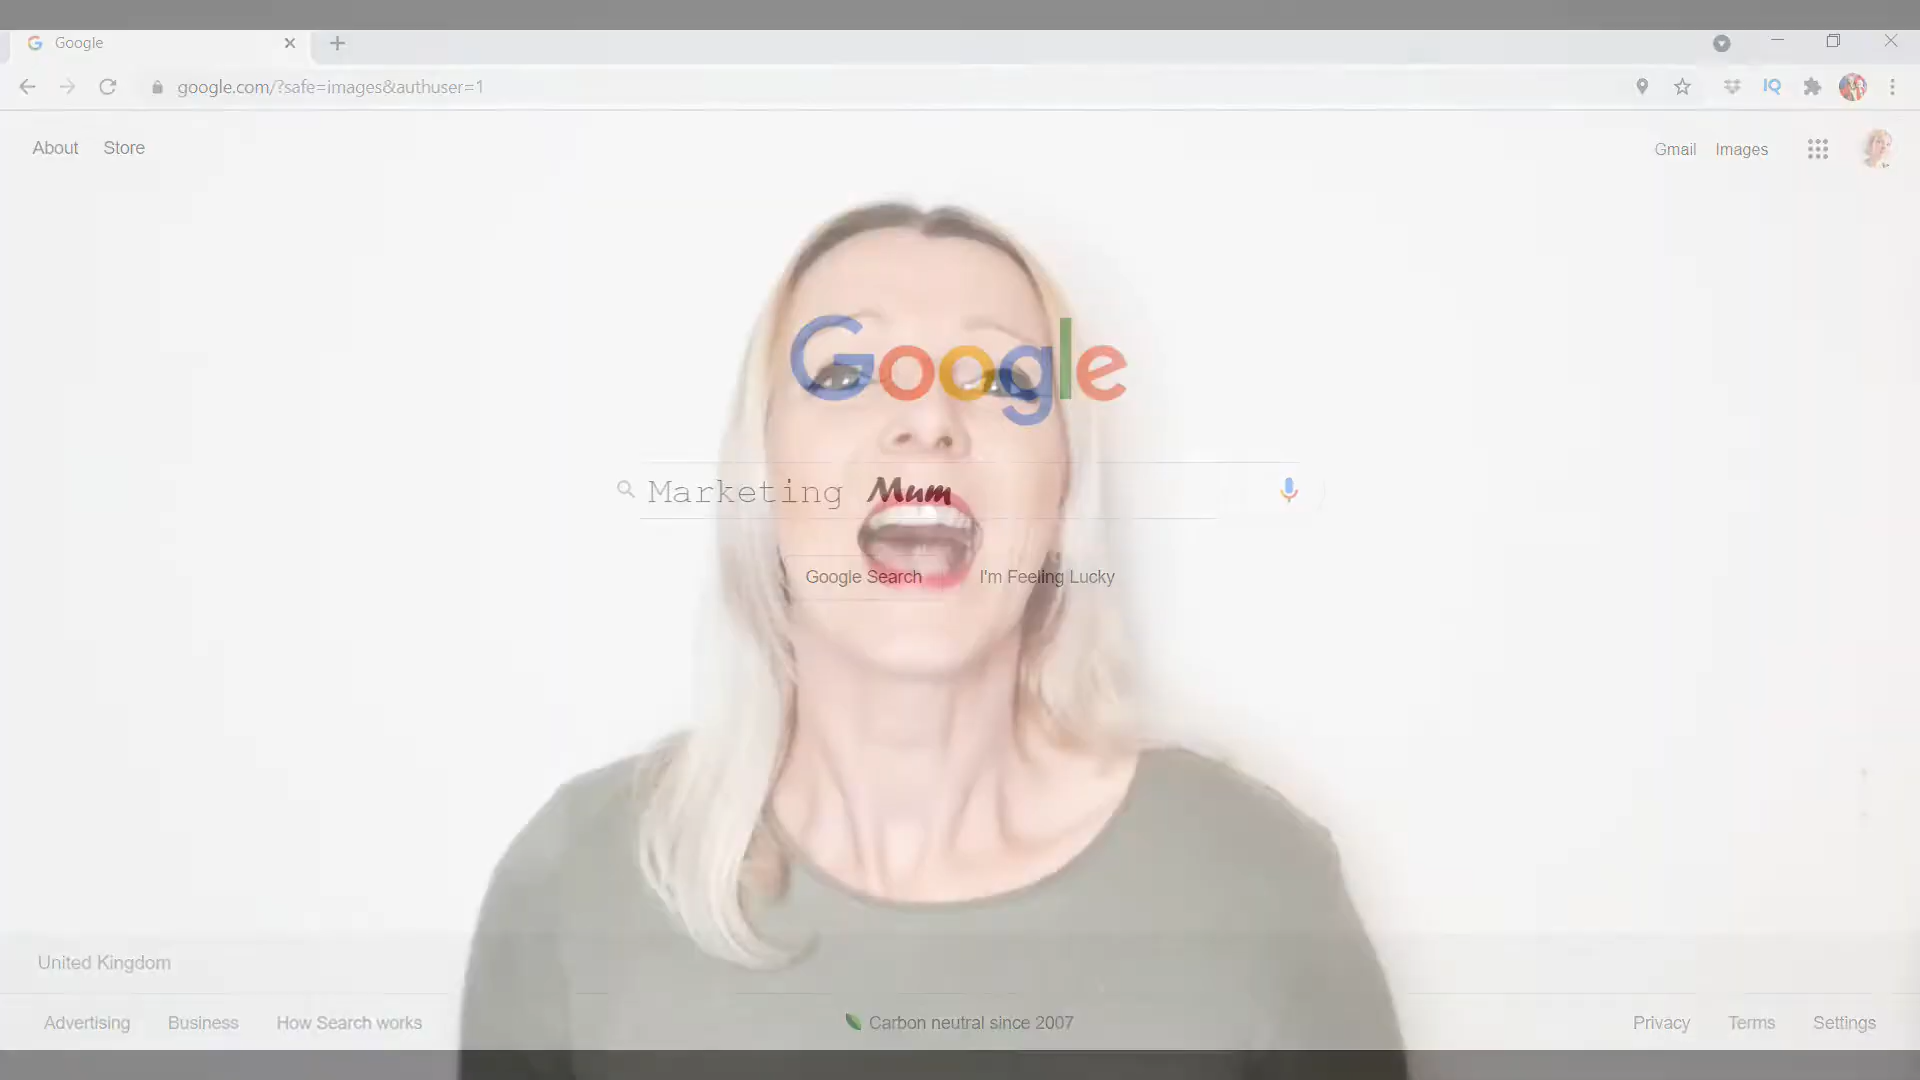 Google
google.com/?safe=images&authuser=1
IQ
About Store
Gmail Images
Google
Marketing Mum
Google Search I'm Feeling Lucky
United Kingdom
Advertising Business How Search works
Carbon neutral since 2007
Privacy Terms Settings